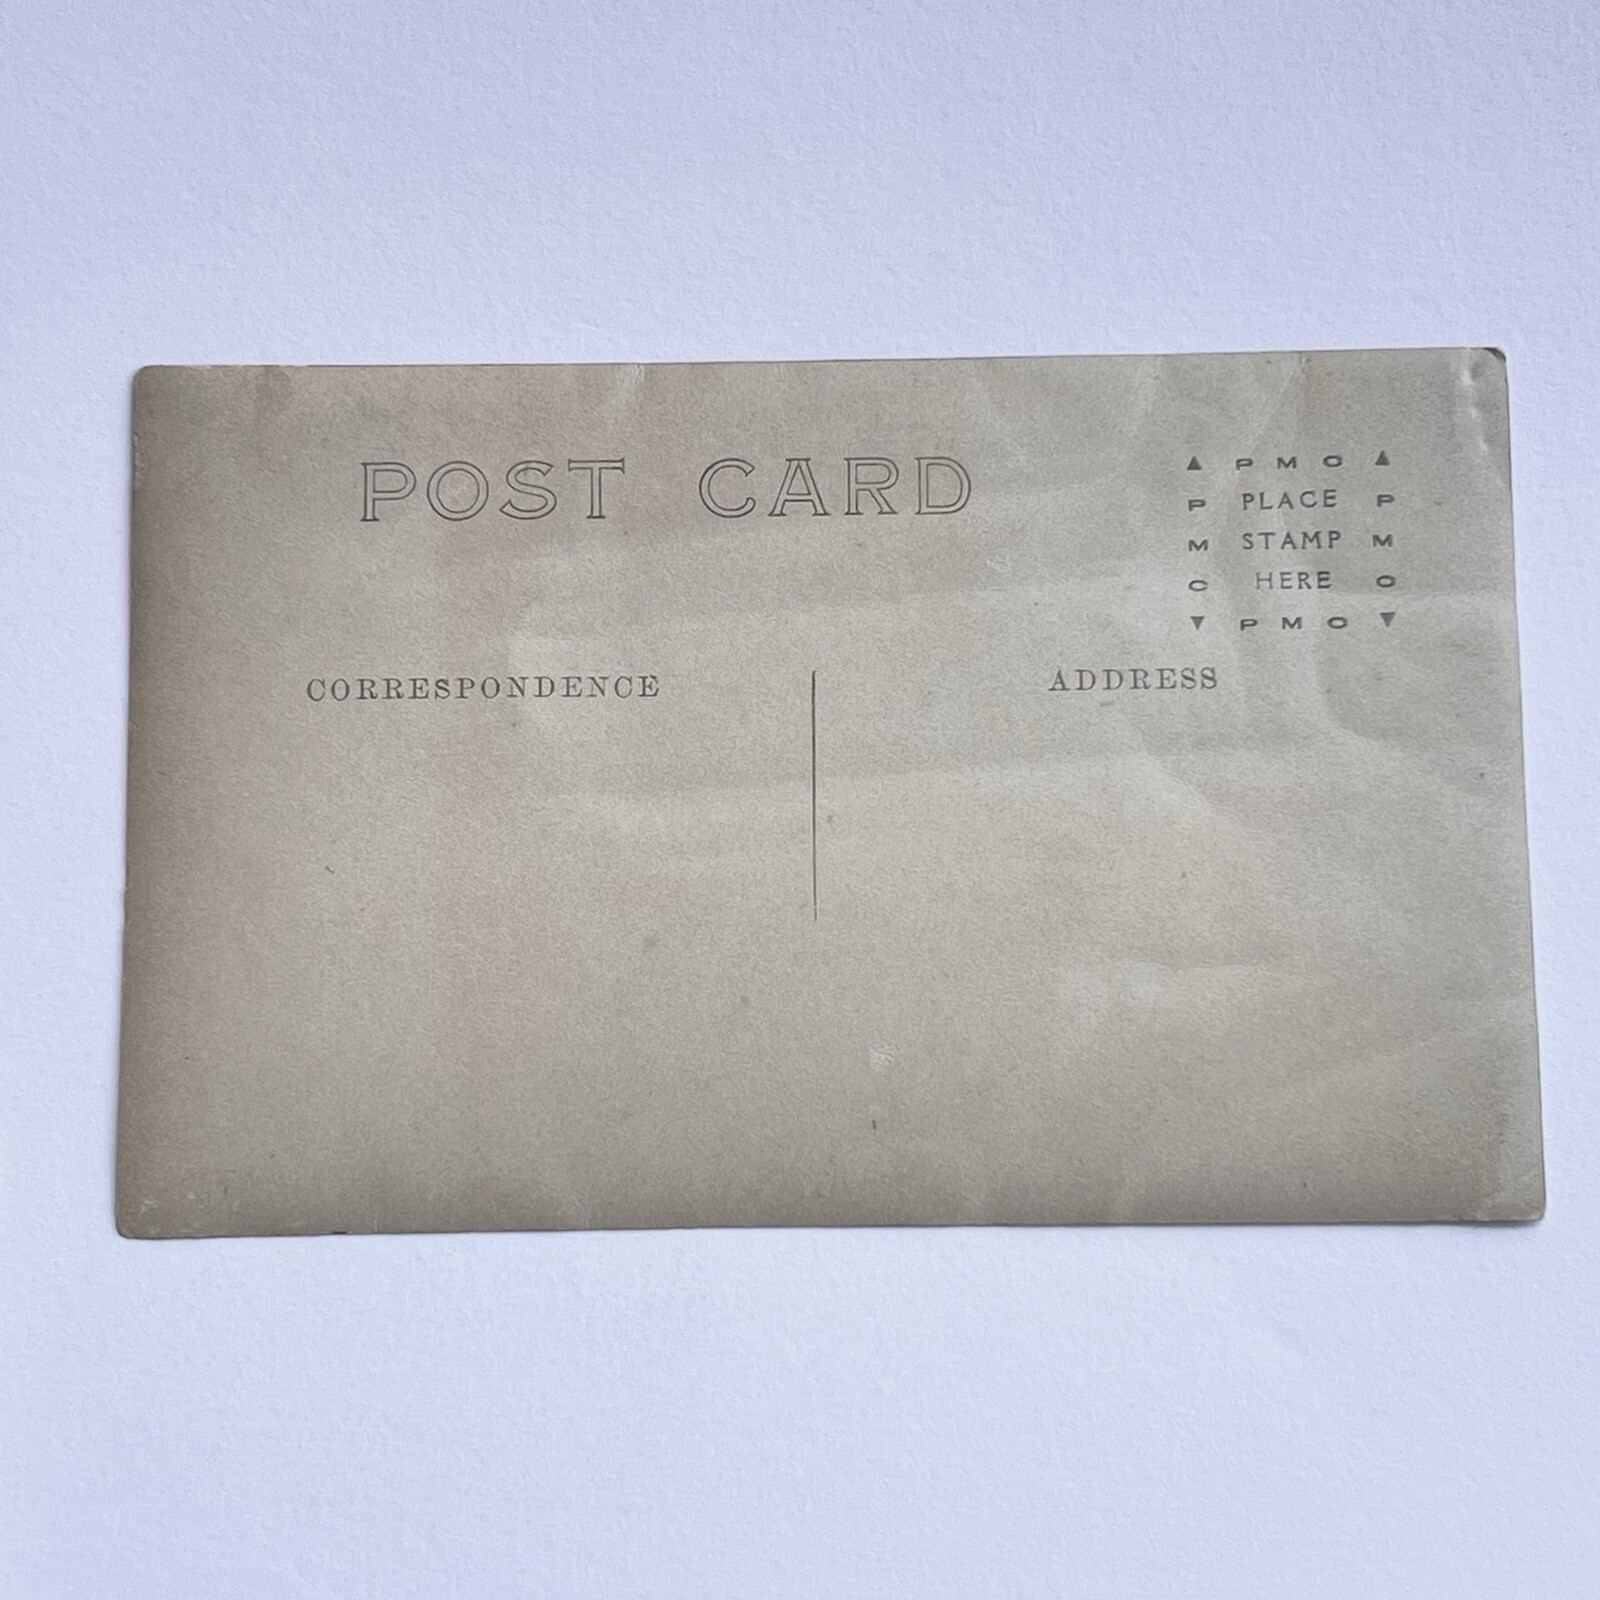 POST CARD
▲ P M C ▲
P PLACE P
M STAMP M
C HERE C
▼ P M C ▼
CORRESPONDENCE
ADDRESS